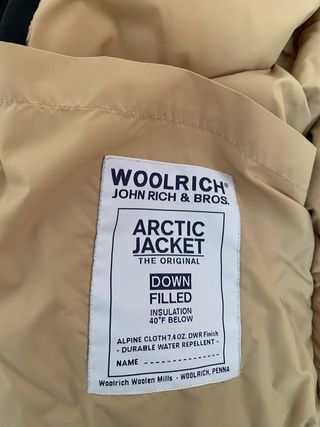 WOOLRICH®
JOHN RICH & BROS.
ARCTIC
JACKET
THE ORIGINAL
DOWN
FILLED
INSULATION
40°F BELOW
ALPINE CLOTH 7.4 OZ. DWR Finish
- DURABLE WATER REPELLENT -
NAME --------------
Woolrich Woolen Mills - WOOLRICH, PENNA